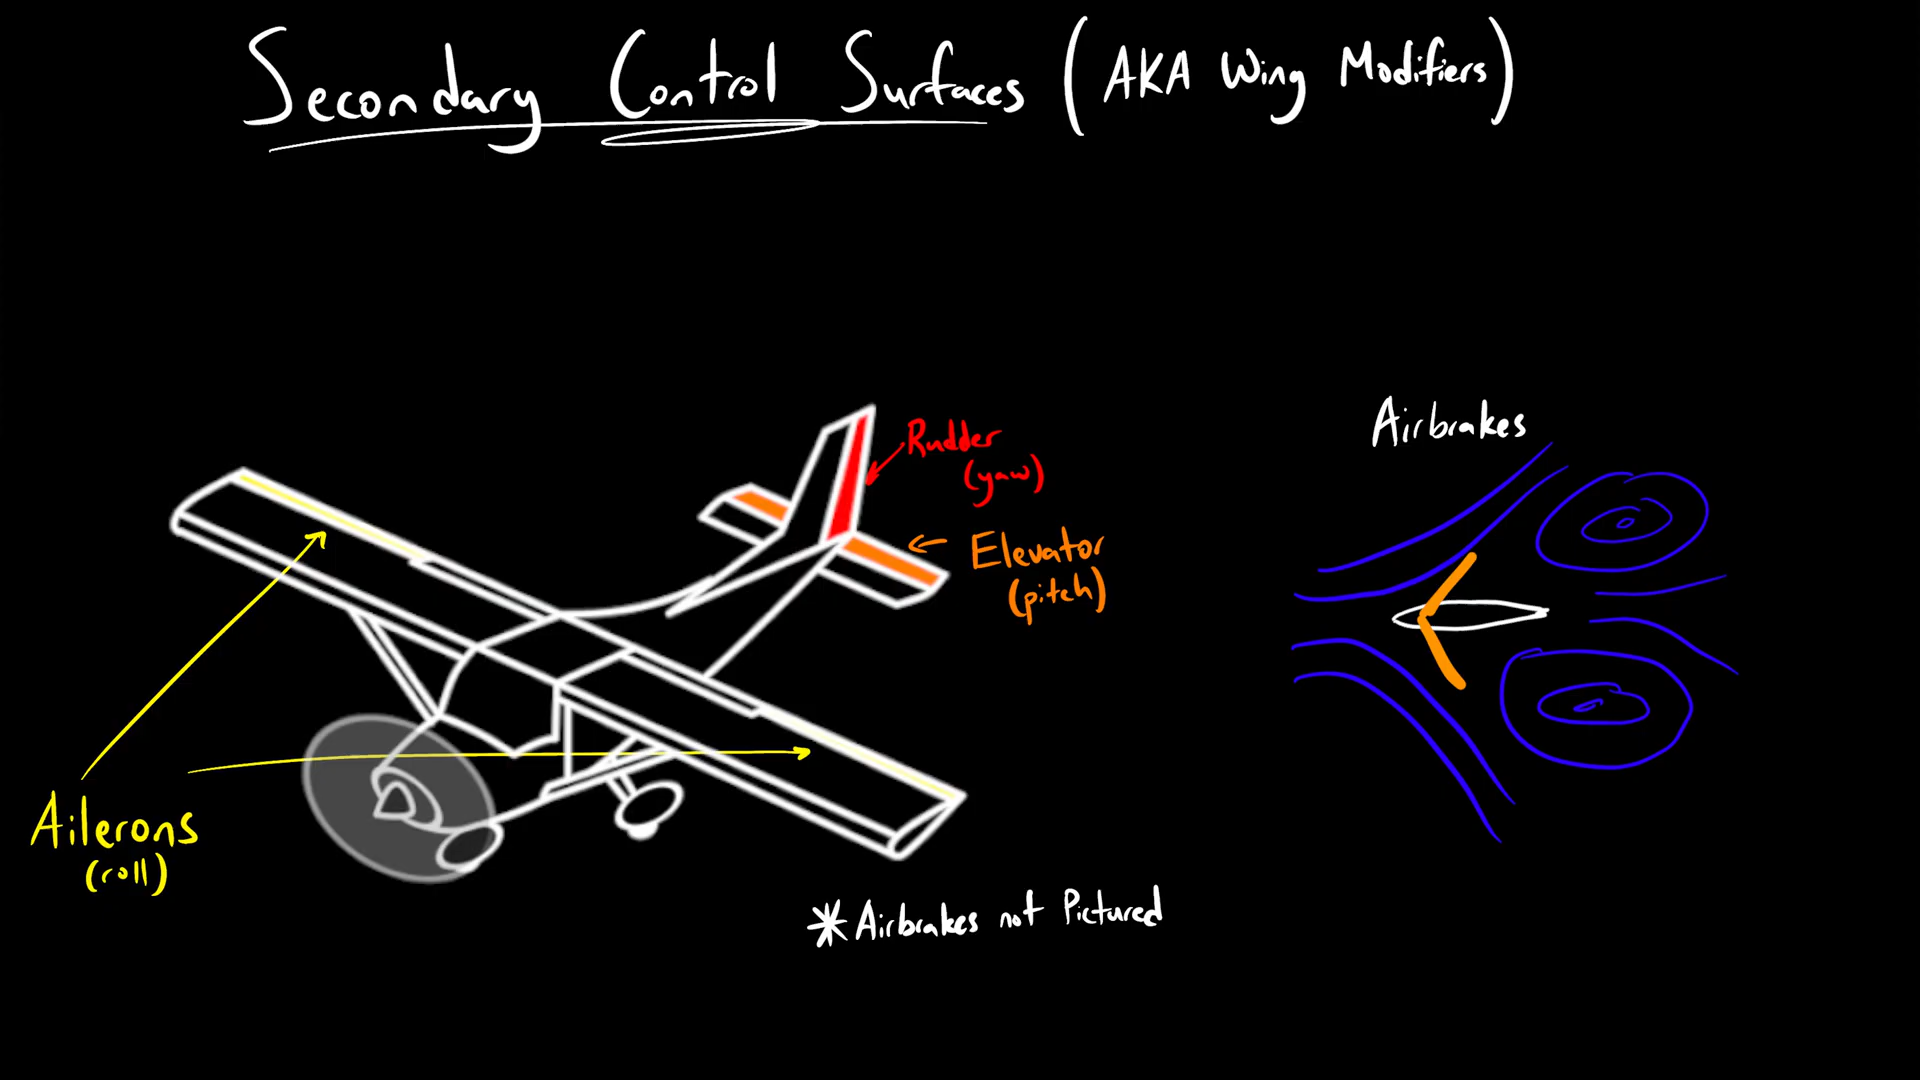 Secondary Control Surfaces (AKA Wing Modifiers)
Airbrakes
Rudder
(yaw)
Elevator
(pitch)
Ailerons
(roll)
*Airbrakes not Pictured